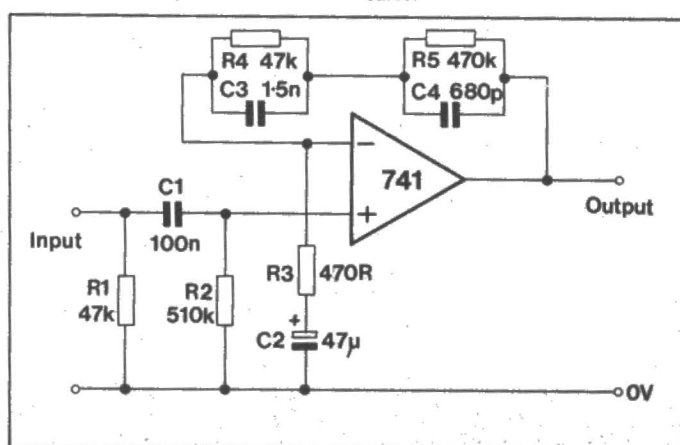 R4 47k
C3 1·5n
R5 470k
C4 680p
−
741
+
C1
100n
Input
Output
R1
47k
R2
510k
R3 470R
+
C2 47µ
0V